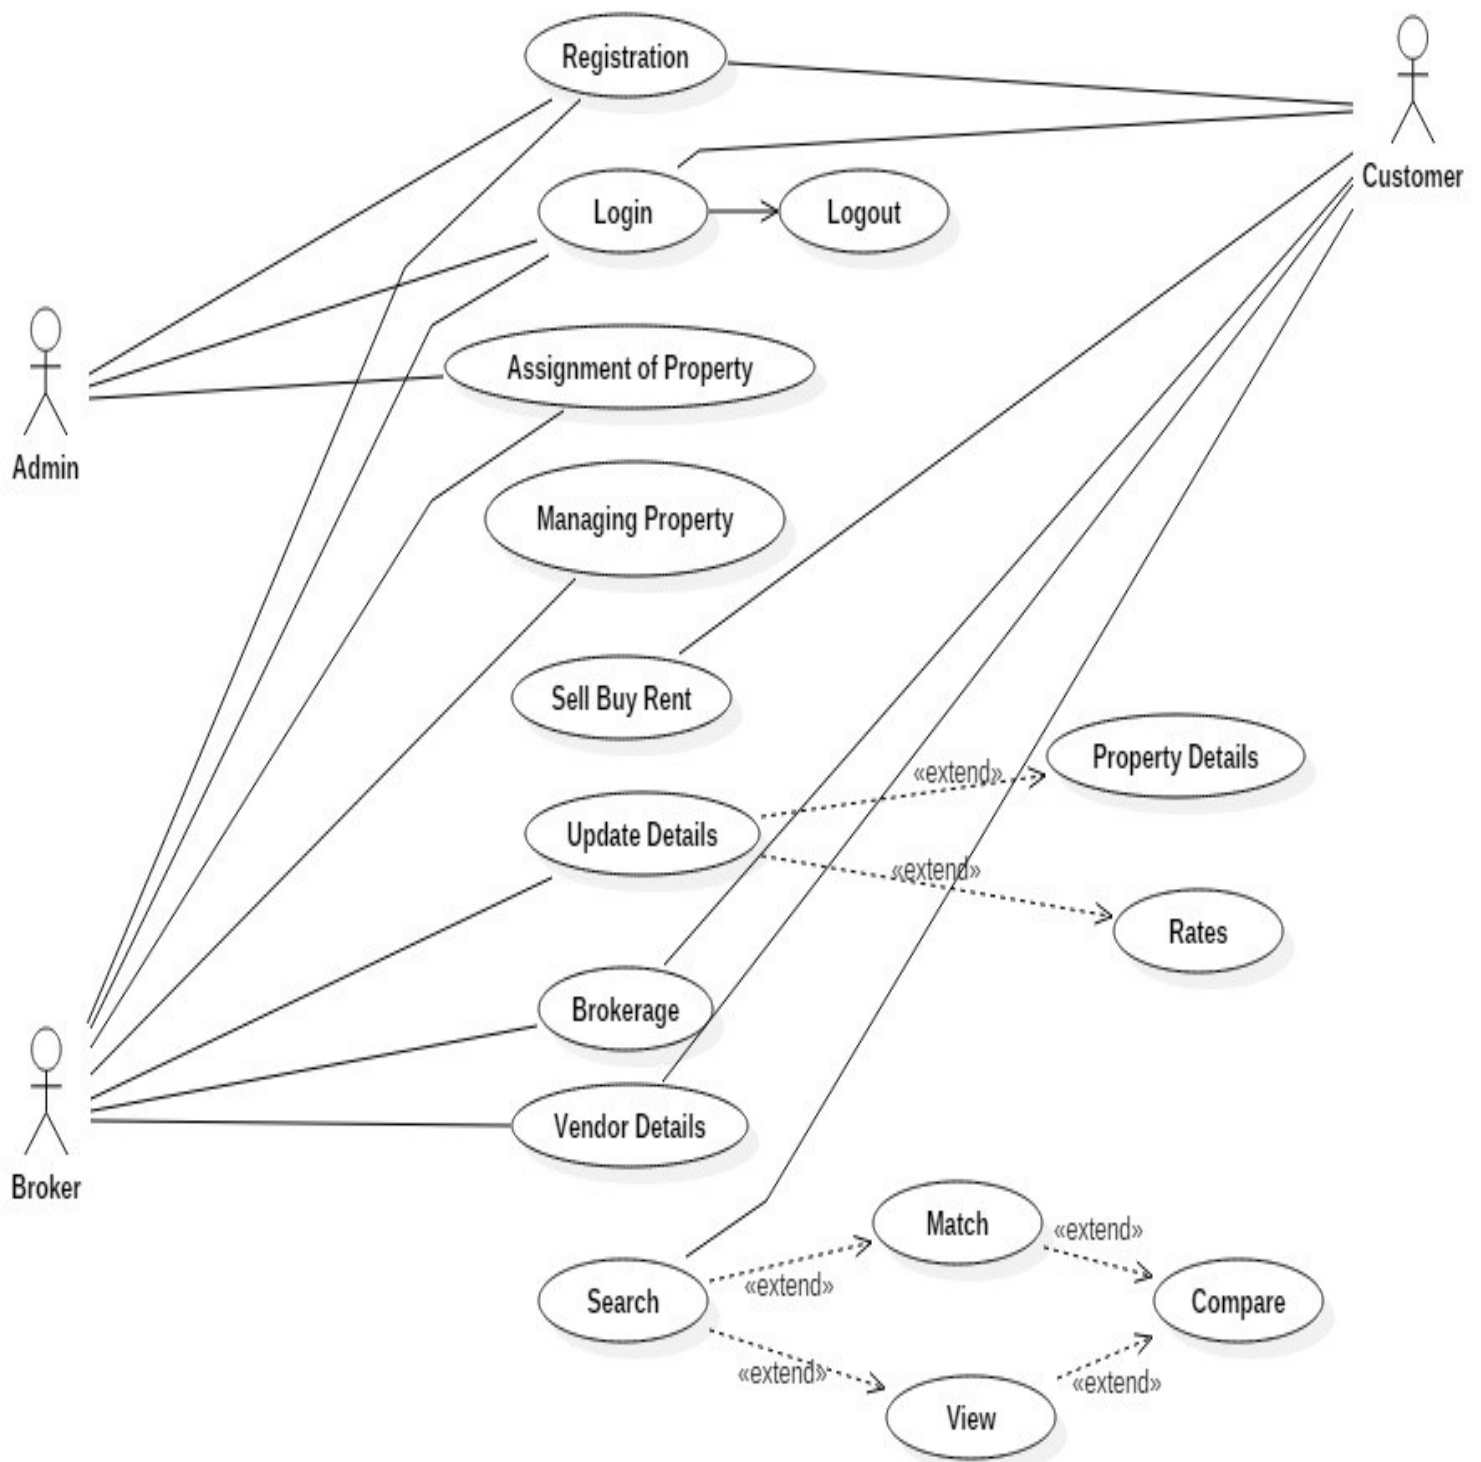 Registration
Customer
Login
Logout
Assignment of Property
Admin
Managing Property
Sell Buy Rent
Property Details
«extend»
Update Details
«extend»
Rates
Brokerage
Vendor Details
Broker
Match
«extend»
«extend»
Search
Compare
«extend»
«extend»
View